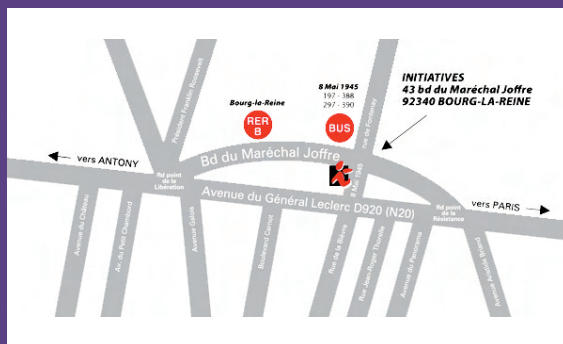 8 Mai 1945
197 - 388
297 - 390
BUS
Bourg-la-Reine
RER
B
INITIATIVES
43 bd du Maréchal Joffre
92340 BOURG-LA-REINE
Président Franklin Roosevelt
rue de Fontenay
Bd du Maréchal Joffre
vers ANTONY
Rd point
de la
Libération
8 Mai 1945
Avenue du Général Leclerc D920 (N20)
Rd point
de la
Résistance
vers PARIS
Avenue du Château
Av. du Petit Chambord
Avenue Galois
Boulevard Carnot
Rue de la Bièvre
Rue Jean-Roger Thorelle
Avenue du Panorama
Avenue Aristide Briand